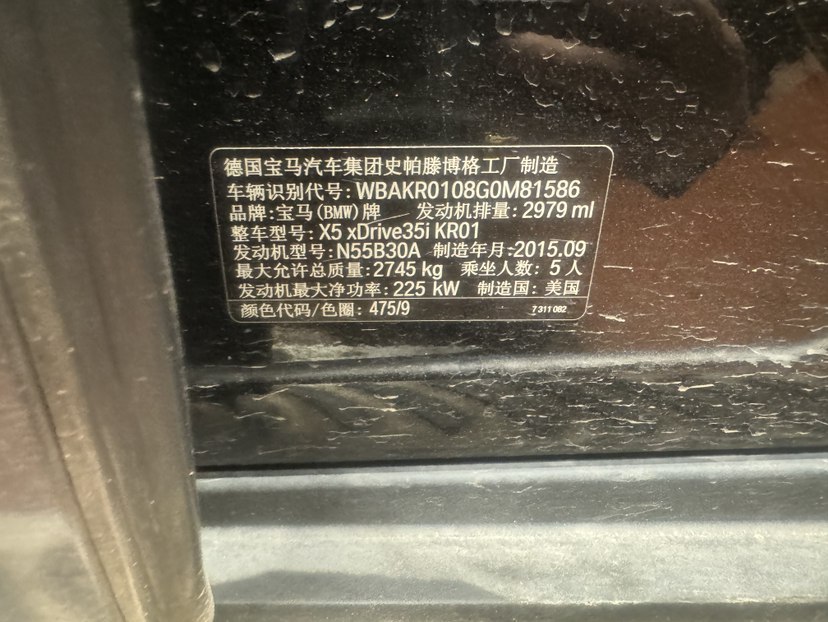 德国宝马汽车集团史帕滕博格工厂制造
车辆识别代号: WBAKR0108G0M81586
品牌: 宝马(BMW)牌 发动机排量: 2979 ml
整车型号: X5 xDrive35i KR01
发动机型号: N55B30A 制造年月: 2015.09
最大允许总质量: 2745 kg 乘坐人数: 5 人
发动机最大净功率: 225 kW 制造国: 美国
颜色代码/色圈: 475/9 7 311 082